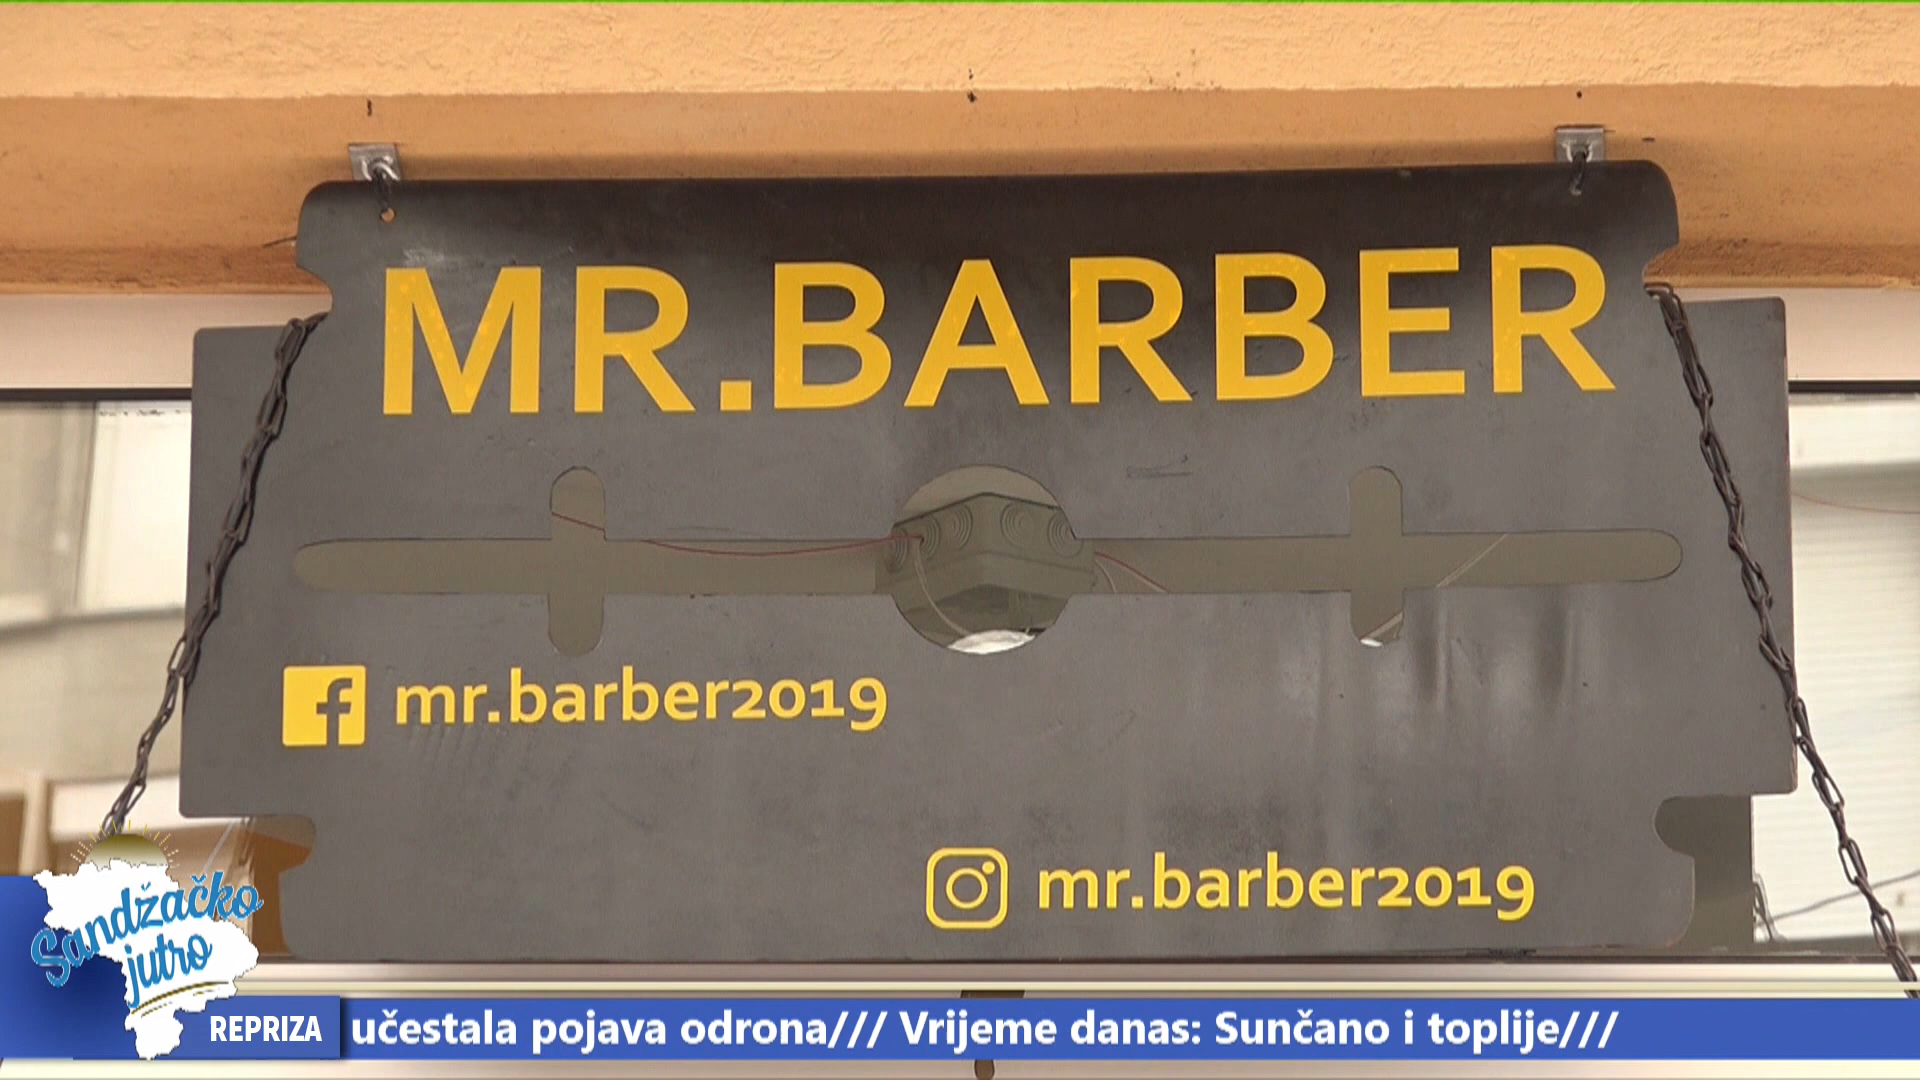 MR.BARBER
mr.barber2019
mr.barber2019
Sandžačko
jutro
REPRIZA
učestala pojava odrona/// Vrijeme danas: Sunčano i toplije///